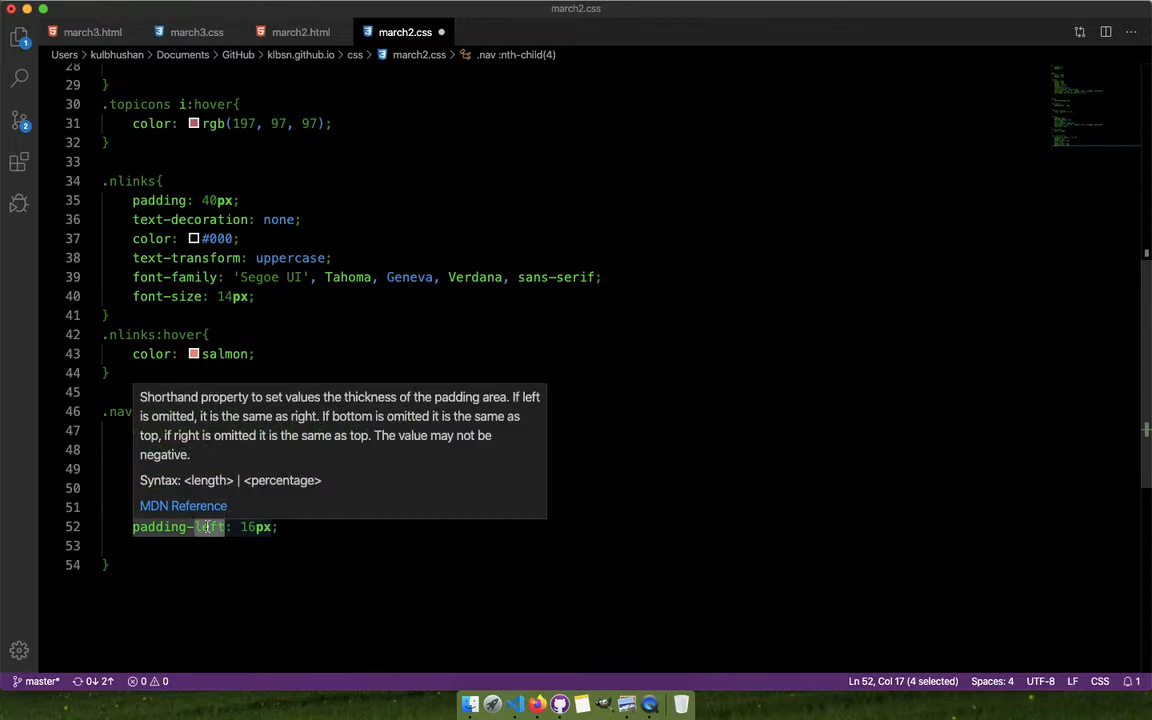 march2.css
march3.html
march3.css
march2.html
march2.css
Users > kulbhushan > Documents > GitHub > klbsn.github.io > css > march2.css > .nav :nth-child(4)
28
29 }
30 .topicons i:hover{
31 color: rgb(197, 97, 97);
32 }
33
34 .nlinks{
35 padding: 40px;
36 text-decoration: none;
37 color: #000;
38 text-transform: uppercase;
39 font-family: 'Segoe UI', Tahoma, Geneva, Verdana, sans-serif;
40 font-size: 14px;
41 }
42 .nlinks:hover{
43 color: salmon;
44 }
45
46 .nav
47
48
49
50
51
52 padding-left: 16px;
53
54 }
Shorthand property to set values the thickness of the padding area. If left
is omitted, it is the same as right. If bottom is omitted it is the same as
top, if right is omitted it is the same as top. The value may not be
negative.
Syntax: <length> | <percentage>
MDN Reference
1
2
master* 0↓ 2↑ 0 0 Ln 52, Col 17 (4 selected) Spaces: 4 UTF-8 LF CSS 1